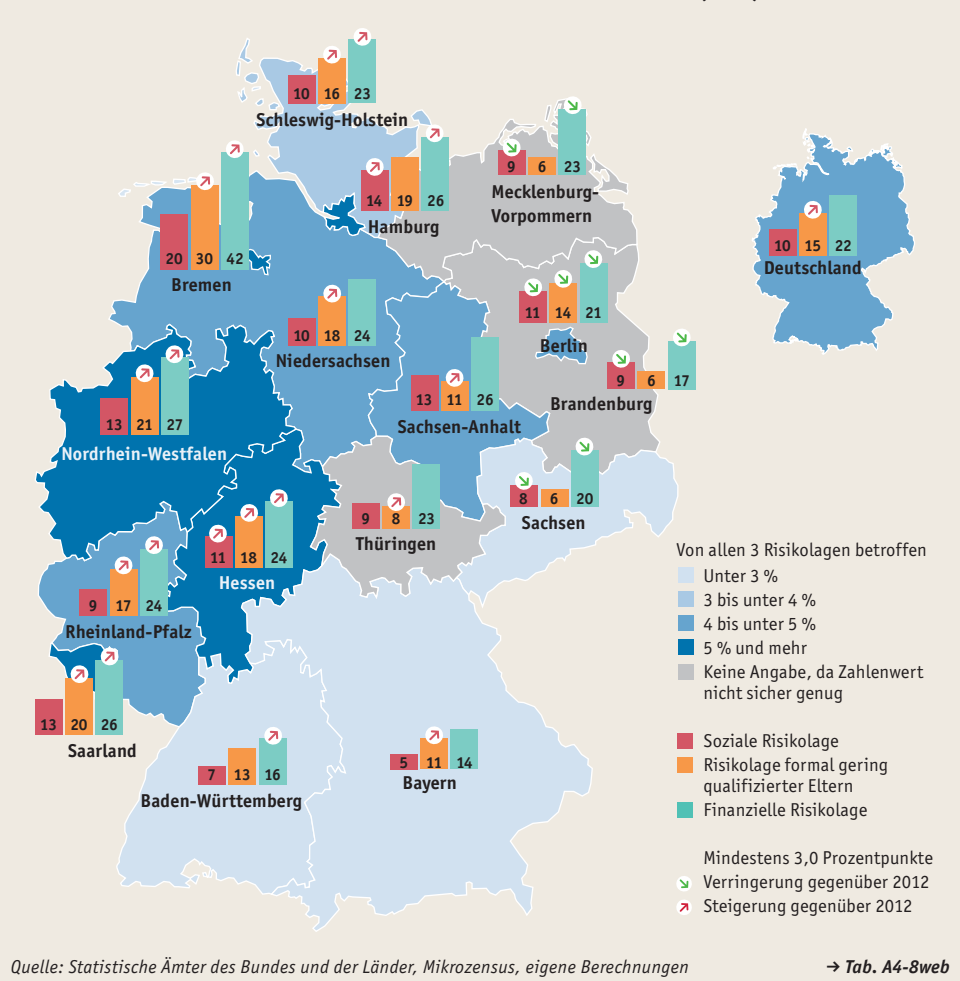 10 16 23
Schleswig-Holstein
14 19 26
Hamburg
9 6 23
Mecklenburg-
Vorpommern
20 30 42
Bremen
10 15 22
Deutschland
10 18 24
Niedersachsen
11 14 21
Berlin
9 6 17
Brandenburg
13 21 27
Nordrhein-Westfalen
13 11 26
Sachsen-Anhalt
8 6 20
Sachsen
9 8 23
Thüringen
11 18 24
Hessen
9 17 24
Rheinland-Pfalz
13 20 26
Saarland
7 13 16
Baden-Württemberg
5 11 14
Bayern
Von allen 3 Risikolagen betroffen
Unter 3 %
3 bis unter 4 %
4 bis unter 5 %
5 % und mehr
Keine Angabe, da Zahlenwert
nicht sicher genug
Soziale Risikolage
Risikolage formal gering
qualifizierter Eltern
Finanzielle Risikolage
Mindestens 3,0 Prozentpunkte
Verringerung gegenüber 2012
Steigerung gegenüber 2012
Quelle: Statistische Ämter des Bundes und der Länder, Mikrozensus, eigene Berechnungen
→ Tab. A4-8web